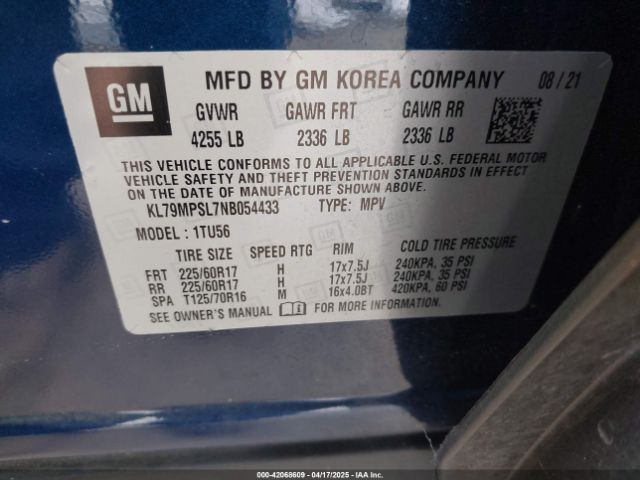 GM
MFD BY GM KOREA COMPANY 08/21
GVWR GAWR FRT GAWR RR
4255 LB 2336 LB 2336 LB
THIS VEHICLE CONFORMS TO ALL APPLICABLE U.S. FEDERAL MOTOR
VEHICLE SAFETY AND THEFT PREVENTION STANDARDS IN EFFECT
ON THE DATE OF MANUFACTURE SHOWN ABOVE.
KL79MPSL7NB054433 TYPE: MPV
MODEL: 1TU56
TIRE SIZE SPEED RTG RIM COLD TIRE PRESSURE
FRT 225/60R17 H 17x7.5J 240KPA, 35 PSI
RR 225/60R17 H 17x7.5J 240KPA, 35 PSI
SPA T125/70R16 M 16x4.0BT 420KPA, 60 PSI
SEE OWNER'S MANUAL FOR MORE INFORMATION.
000-42068609 | 04/17/2025 - IAA Inc.